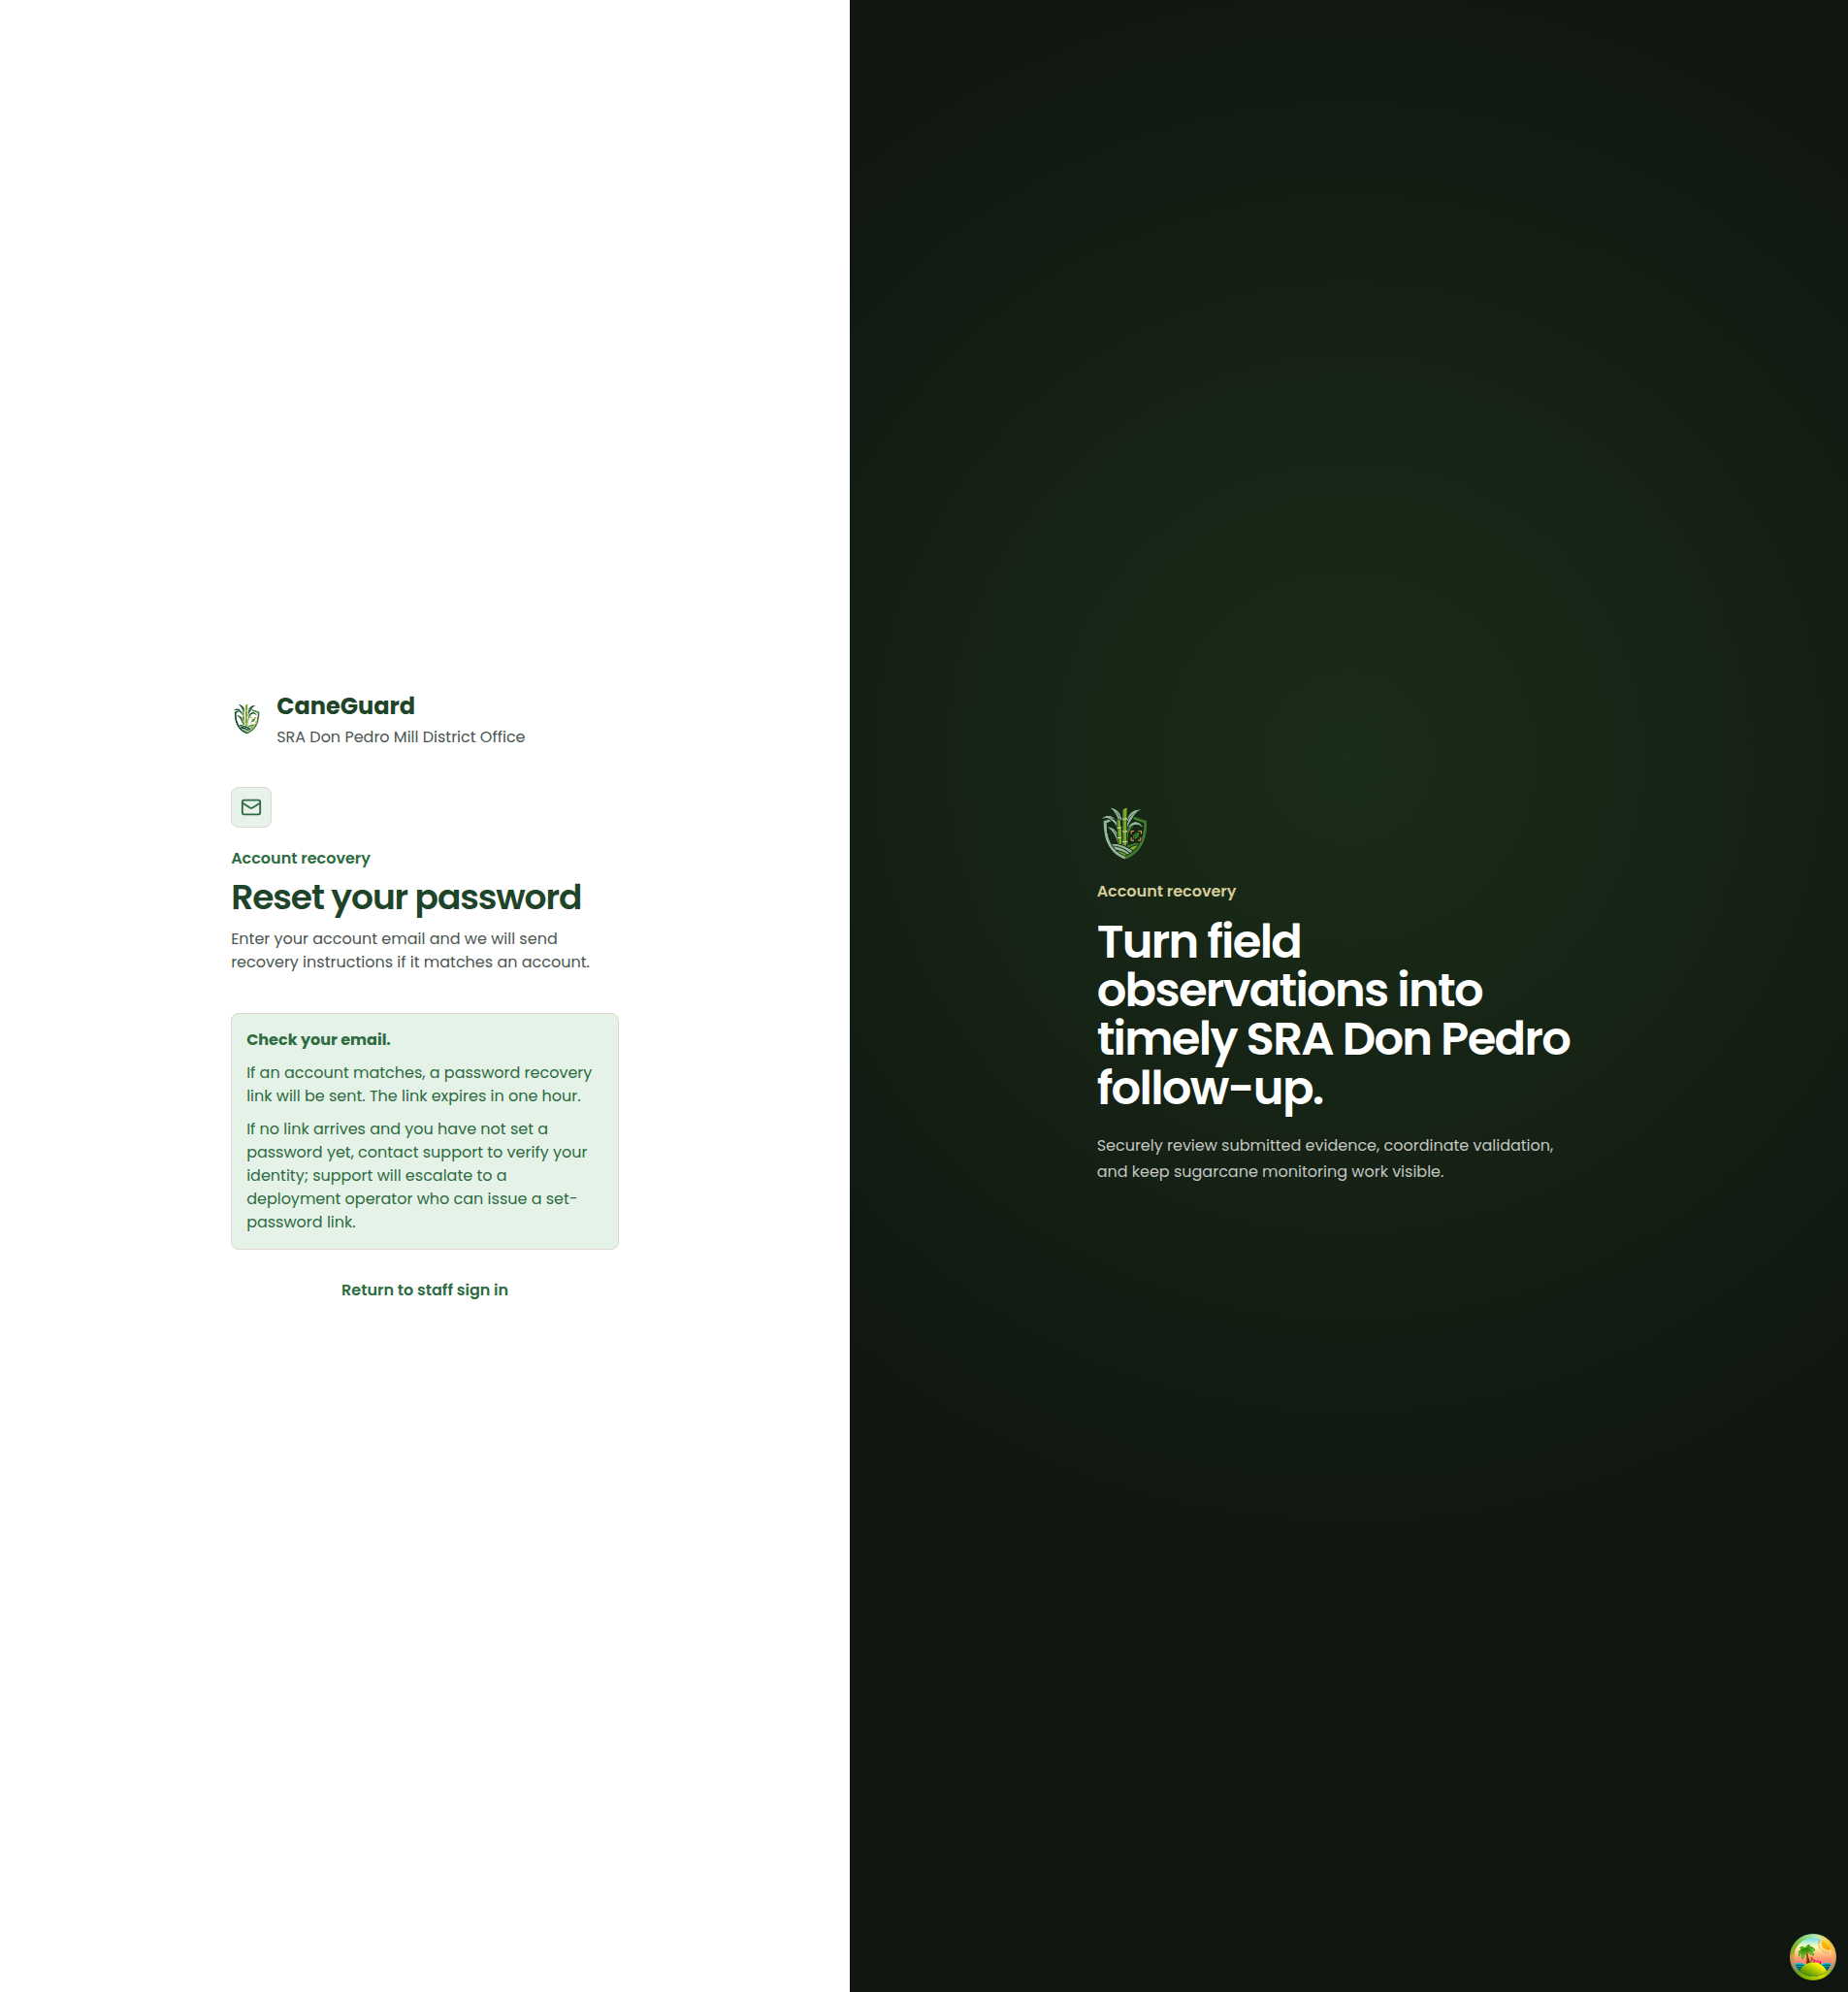 CaneGuard
SRA Don Pedro Mill District Office
Account recovery
Reset your password
Enter your account email and we will send
recovery instructions if it matches an account.
Check your email.
If an account matches, a password recovery
link will be sent. The link expires in one hour.
If no link arrives and you have not set a
password yet, contact support to verify your
identity; support will escalate to a
deployment operator who can issue a set-
password link.
Return to staff sign in
Account recovery
Turn field
observations into
timely SRA Don Pedro
follow-up.
Securely review submitted evidence, coordinate validation,
and keep sugarcane monitoring work visible.